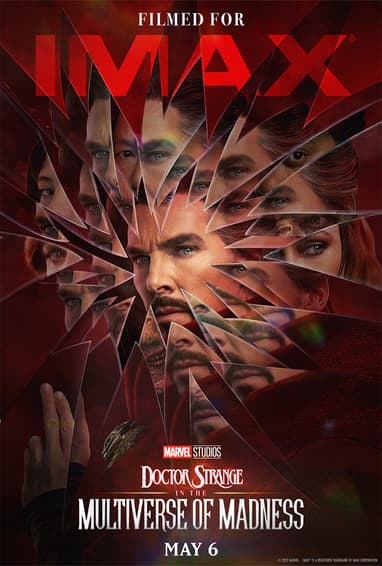 FILMED FOR
IMAX®
MARVEL STUDIOS
DOCTOR STRANGE
IN THE
MULTIVERSE OF MADNESS
MAY 6